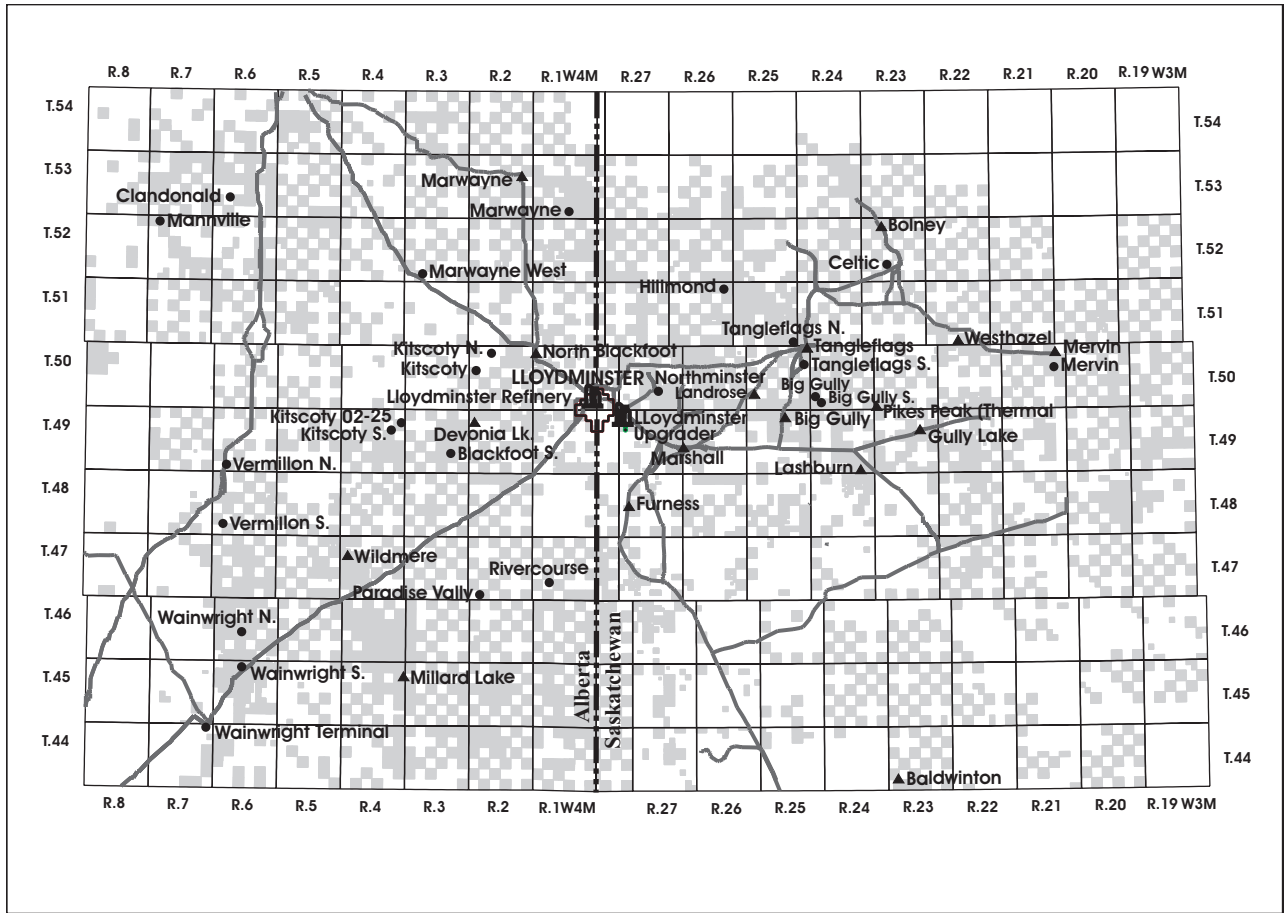 R.8 R.7 R.6 R.5 R.4 R.3 R.2 R.1W4M R.27 R.26 R.25 R.24 R.23 R.22 R.21 R.20 R.19 W3M
T.54
T.54
T.53
Marwayne
T.53
Clandonald
Marwayne
Mannville
Bolney
T.52
T.52
Celtic
Marwayne West
Hillmond
T.51
T.51
Tangleflags N.
Westhazel
Kitscoty N.
North Blackfoot
Tangleflags
Mervin
T.50
Kitscoty
Tangleflags S.
Mervin
LLOYDMINSTER
Northminster
T.50
Big Gully
Lloydminster Refinery
Landrose
Big Gully S.
Kitscoty 02-25
Lloydminster
Upgrader
Big Gully
Pikes Peak (Thermal
T.49
Kitscoty S.
Devonia Lk.
Gully Lake
T.49
Blackfoot S.
Marshall
Vermillon N.
Lashburn
T.48
Furness
T.48
Vermillon S.
T.47
Wildmere
Rivercourse
T.47
Paradise Vally
T.46
Wainwright N.
T.46
Wainwright S.
Millard Lake
T.45
T.45
Alberta
Saskatchewan
Wainwright Terminal
T.44
T.44
Baldwinton
R.8 R.7 R.6 R.5 R.4 R.3 R.2 R.1W4M R.27 R.26 R.25 R.24 R.23 R.22 R.21 R.20 R.19 W3M